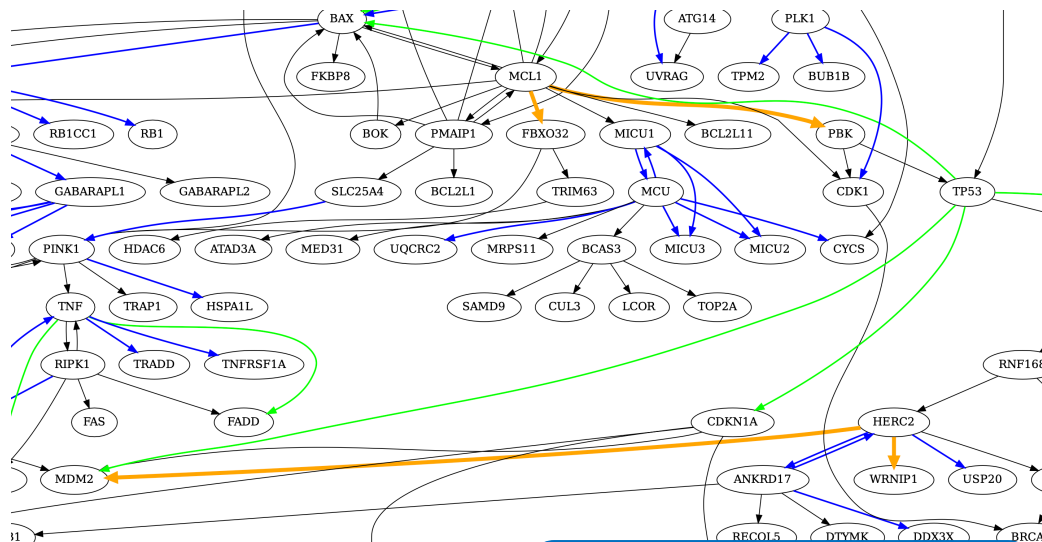 BAX ATG14 PLK1
FKBP8 MCL1 UVRAG TPM2 BUB1B
RB1CC1 RB1 BOK PMAIP1 FBXO32 MICU1 BCL2L11 PBK
GABARAPL1 GABARAPL2 SLC25A4 BCL2L1 TRIM63 MCU CDK1 TP53
PINK1 HDAC6 ATAD3A MED31 UQCRC2 MRPS11 BCAS3 MICU3 MICU2 CYCS
TNF TRAP1 HSPA1L SAMD9 CUL3 LCOR TOP2A
RIPK1 TRADD TNFRSF1A RNF168
FAS FADD CDKN1A HERC2
MDM2 ANKRD17 WRNIP1 USP20
31 RECQL5 DTYMK DDX3X BRCA